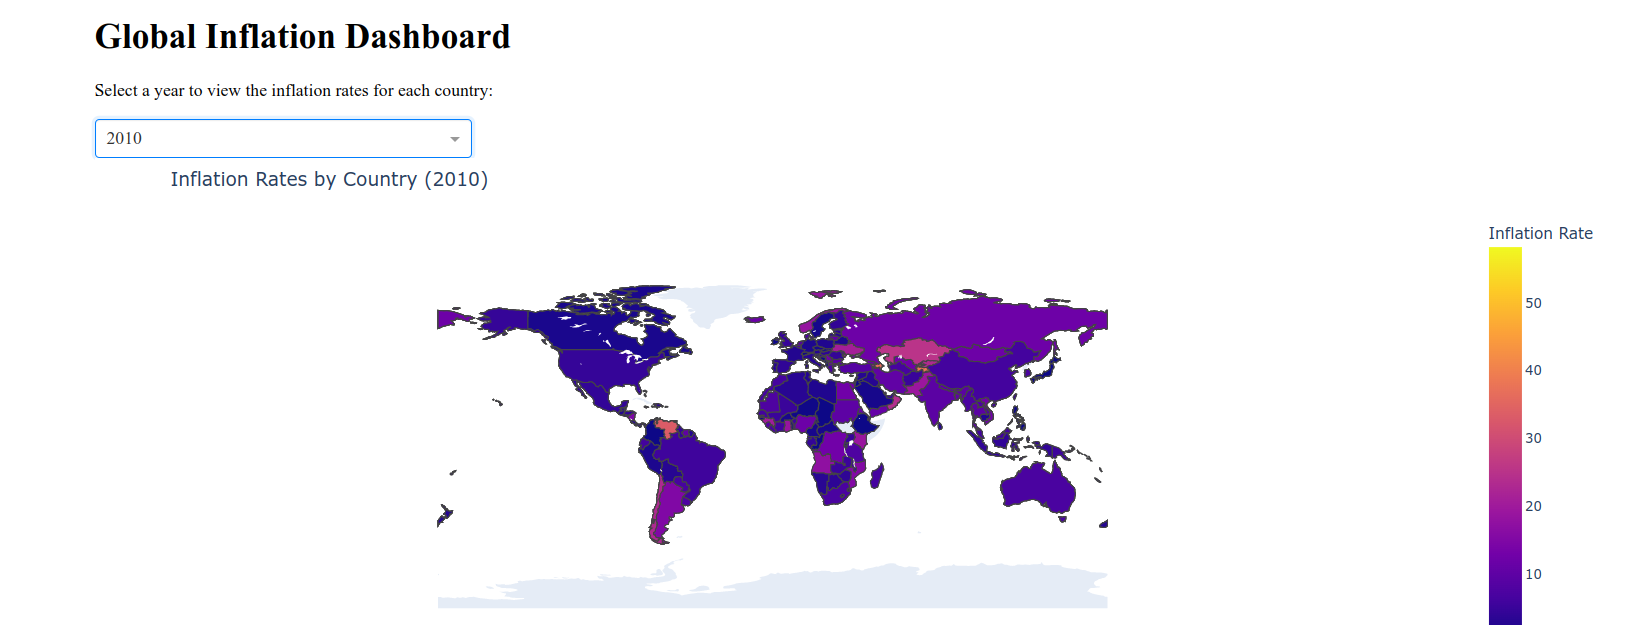 Global Inflation Dashboard
Select a year to view the inflation rates for each country:
2010
Inflation Rates by Country (2010)
Inflation Rate
50
40
30
20
10